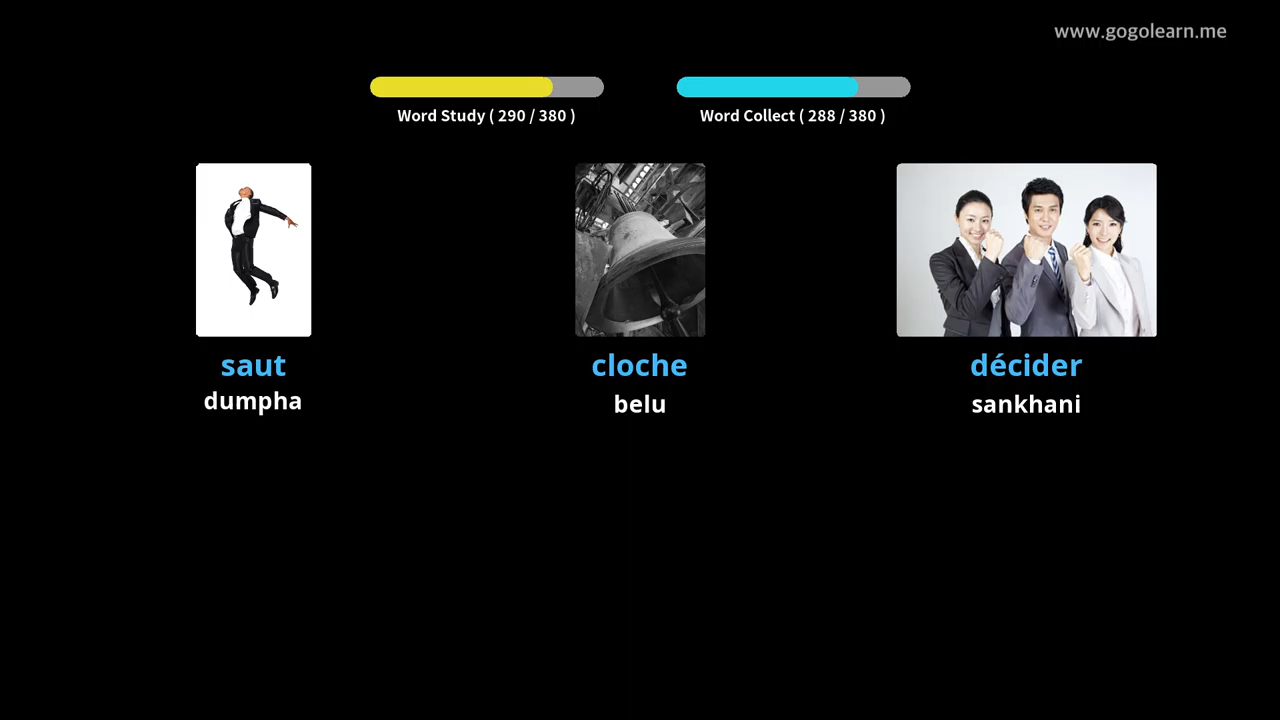 www.gogolearn.me
Word Study ( 290 / 380 )
Word Collect ( 288 / 380 )
saut
dumpha
cloche
belu
décider
sankhani